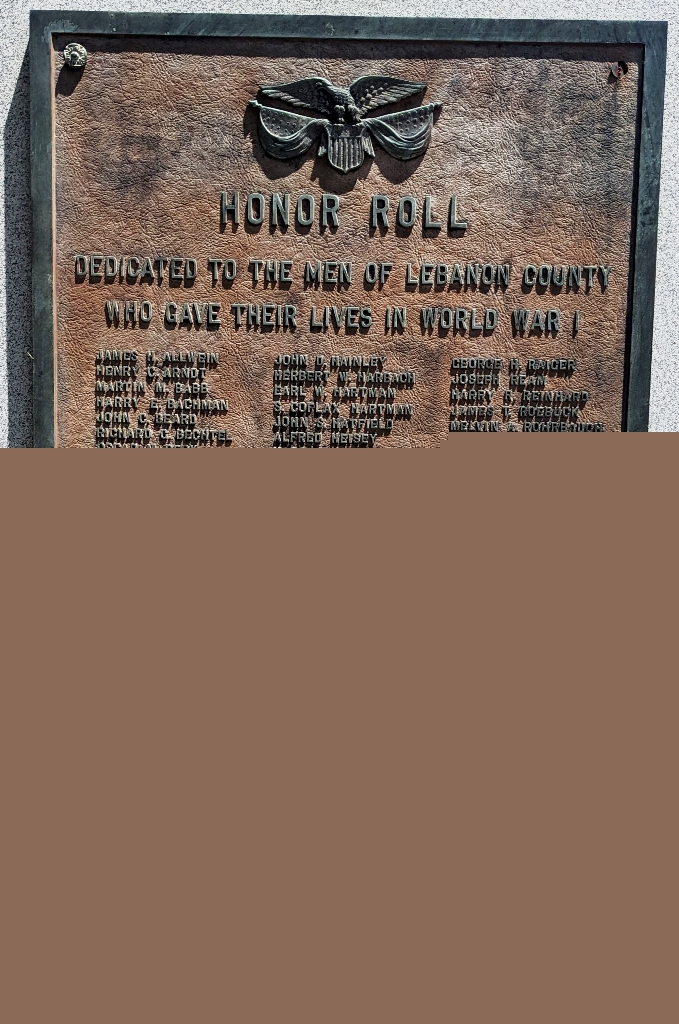 HONOR ROLL
DEDICATED TO THE MEN OF LEBANON COUNTY
WHO GAVE THEIR LIVES IN WORLD WAR I
JAMES H. ALLWEIN
HENRY C. ARNDT
MARTIN M. BABB
HARRY E. BACHMAN
JOHN C. BEARD
RICHARD G. BECHTEL
JOHN D. HAINLEY
HERBERT W. HARBACH
EARL W. HARTMAN
S. COFLAX HARTMAN
JOHN S. HATFIELD
ALFRED HEISEY
GEORGE H. RAIGER
JOSEPH REAM
HARRY R. REINHARD
JAMES T. ROEBUCK
MELVIN ROHRBAUGH